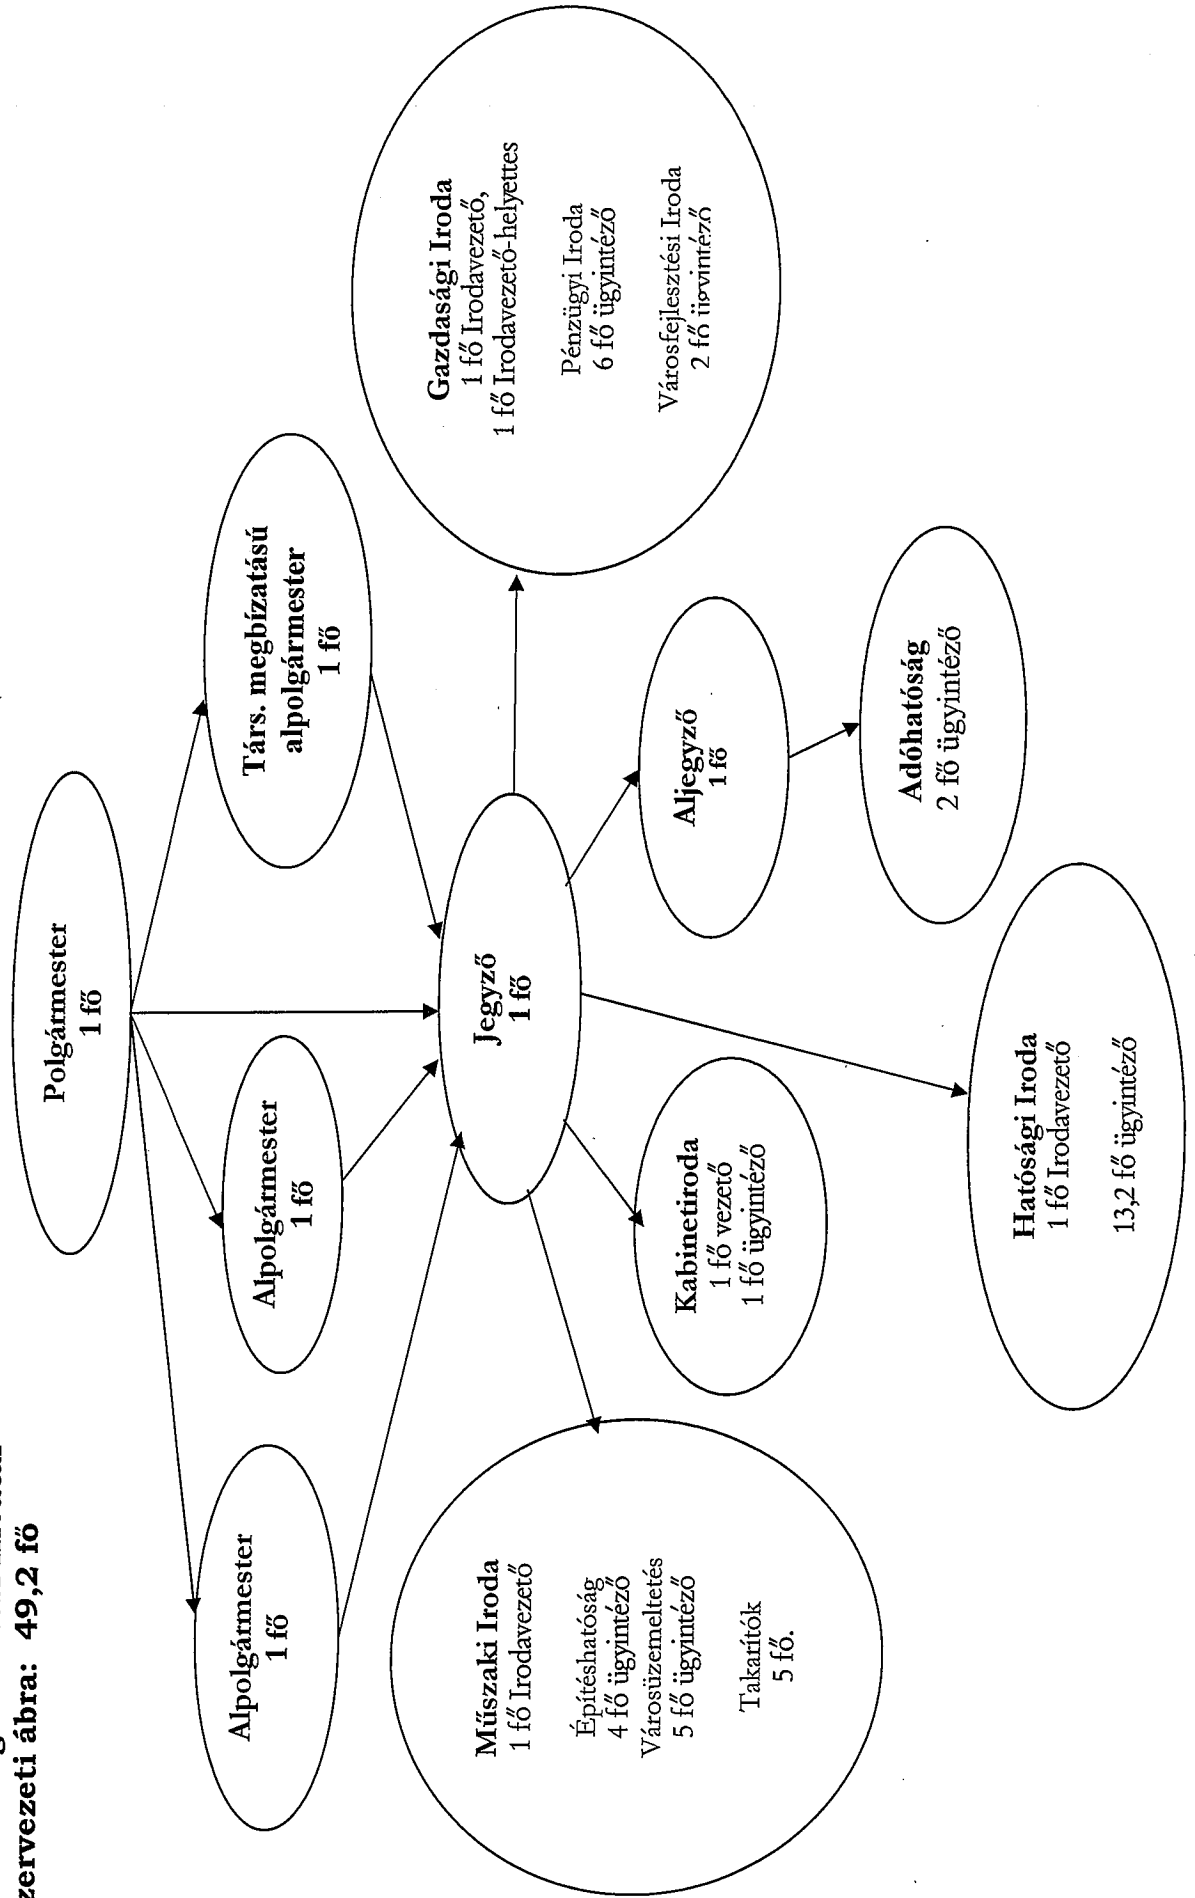 zervezeti ábra: 49,2 fő
Polgármester
1 fő
Alpolgármester
1 fő
Alpolgármester
1 fő
Társ. megbízatású
alpolgármester
1 fő
Jegyző
1 fő
Műszaki Iroda
1 fő Irodavezető
Építéshatóság
4 fő ügyintéző
Városüzemeltetés
5 fő ügyintéző
Takarítók
5 fő.
Kabinetiroda
1 fő vezető
1 fő ügyintéző
Aljegyző
1 fő
Gazdasági Iroda
1 fő Irodavezető,
1 fő Irodavezető-helyettes
Pénzügyi Iroda
6 fő ügyintéző
Városfejlesztési Iroda
2 fő ügyintéző
Hatósági Iroda
1 fő Irodavezető
13,2 fő ügyintéző
Adóhatóság
2 fő ügyintéző